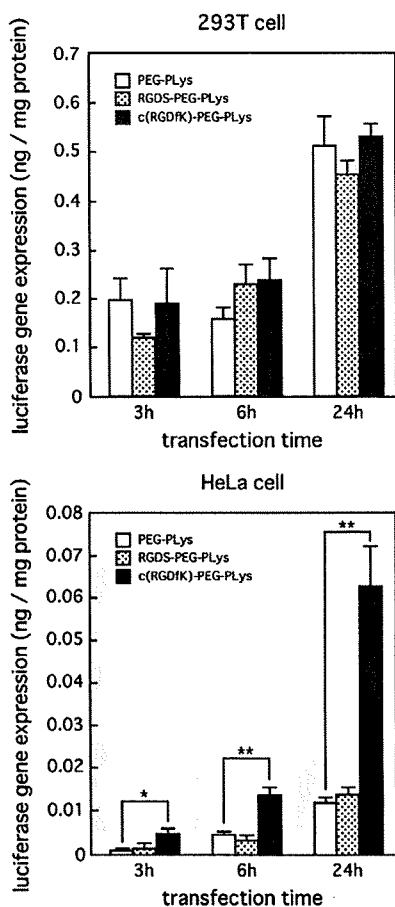 293T cell
luciferase gene expression (ng / mg protein)
0.7
0.6
0.5
0.4
0.3
0.2
0.1
0
PEG-PLys
RGDS-PEG-PLys
c(RGDfK)-PEG-PLys
3h
6h
24h
transfection time
HeLa cell
luciferase gene expression (ng / mg protein)
0.08
0.07
0.06
0.05
0.04
0.03
0.02
0.01
0
PEG-PLys
RGDS-PEG-PLys
c(RGDfK)-PEG-PLys
*
**
**
3h
6h
24h
transfection time